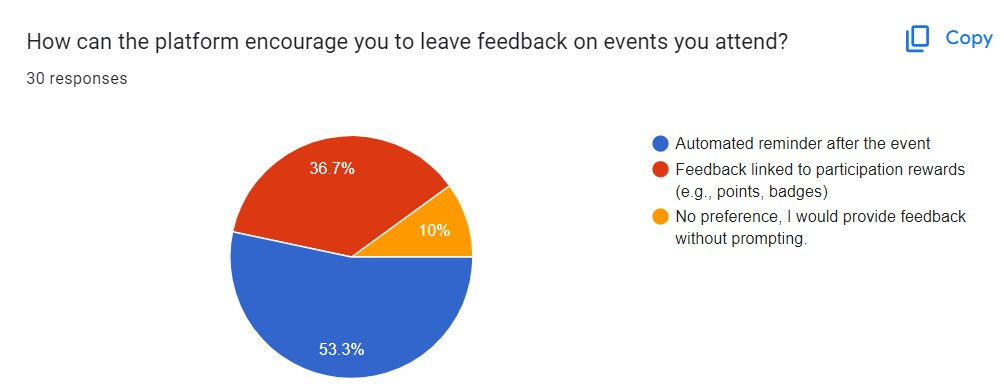 How can the platform encourage you to leave feedback on events you attend?
Copy
30 responses
36.7%
10%
53.3%
Automated reminder after the event
Feedback linked to participation rewards
(e.g., points, badges)
No preference, I would provide feedback
without prompting.